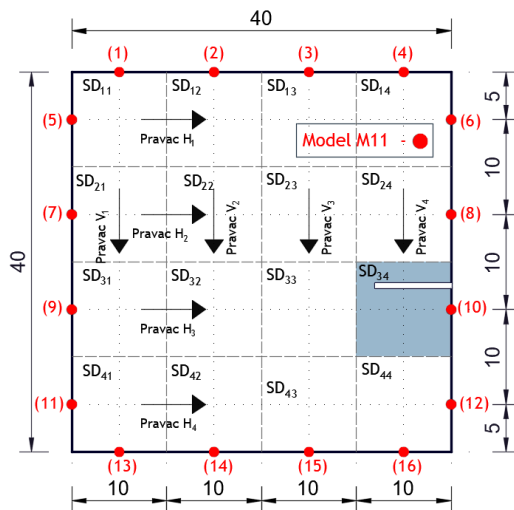 40
(1) (2) (3) (4)
SD11 SD12 SD13 SD14
5
(5) (6)
Pravac H1
Model M11 -
10
SD21 SD22 SD23 SD24
40
(7) (8)
Pravac V1 Pravac V2 Pravac V3 Pravac V4
Pravac H2
10
SD31 SD32 SD33 SD34
(9) (10)
Pravac H3
10
SD41 SD42 SD43 SD44
(11) (12)
Pravac H4
5
(13) (14) (15) (16)
10 10 10 10